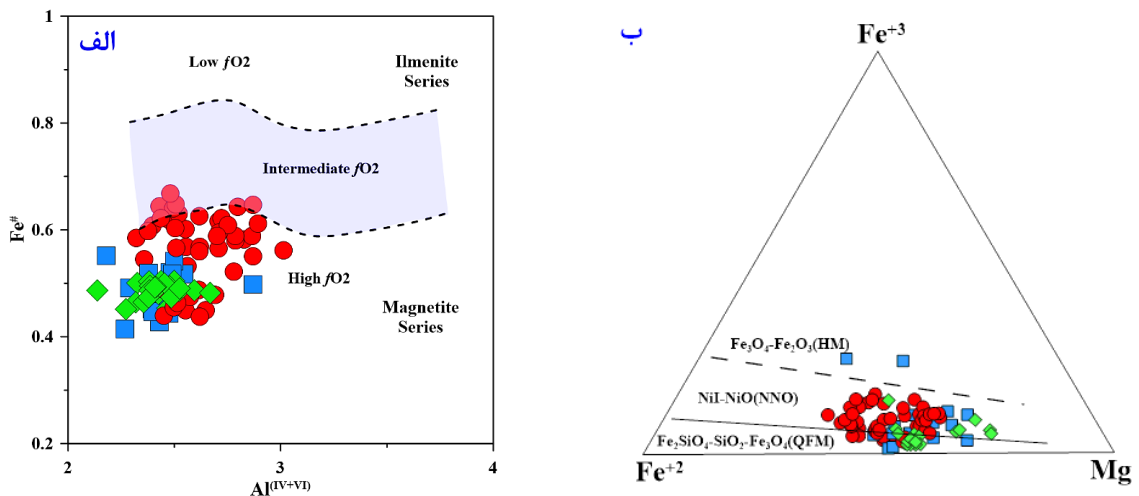 الف
1
0.8
0.6
0.4
0.2
2
3
4
Fe#
Al(IV+VI)
Low fO2
Ilmenite
Series
Intermediate fO2
High fO2
Magnetite
Series
ب
Fe+3
Fe3O4-Fe2O3(HM)
NiI-NiO(NNO)
Fe2SiO4-SiO2-Fe3O4(QFM)
Fe+2
Mg